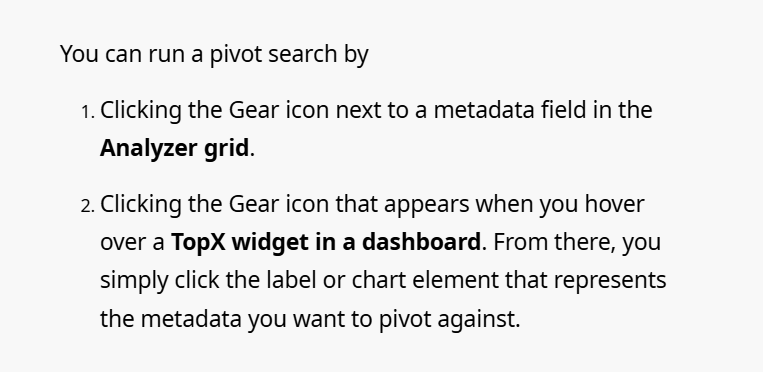 You can run a pivot search by
1. Clicking the Gear icon next to a metadata field in the
Analyzer grid.
2. Clicking the Gear icon that appears when you hover
over a TopX widget in a dashboard. From there, you
simply click the label or chart element that represents
the metadata you want to pivot against.